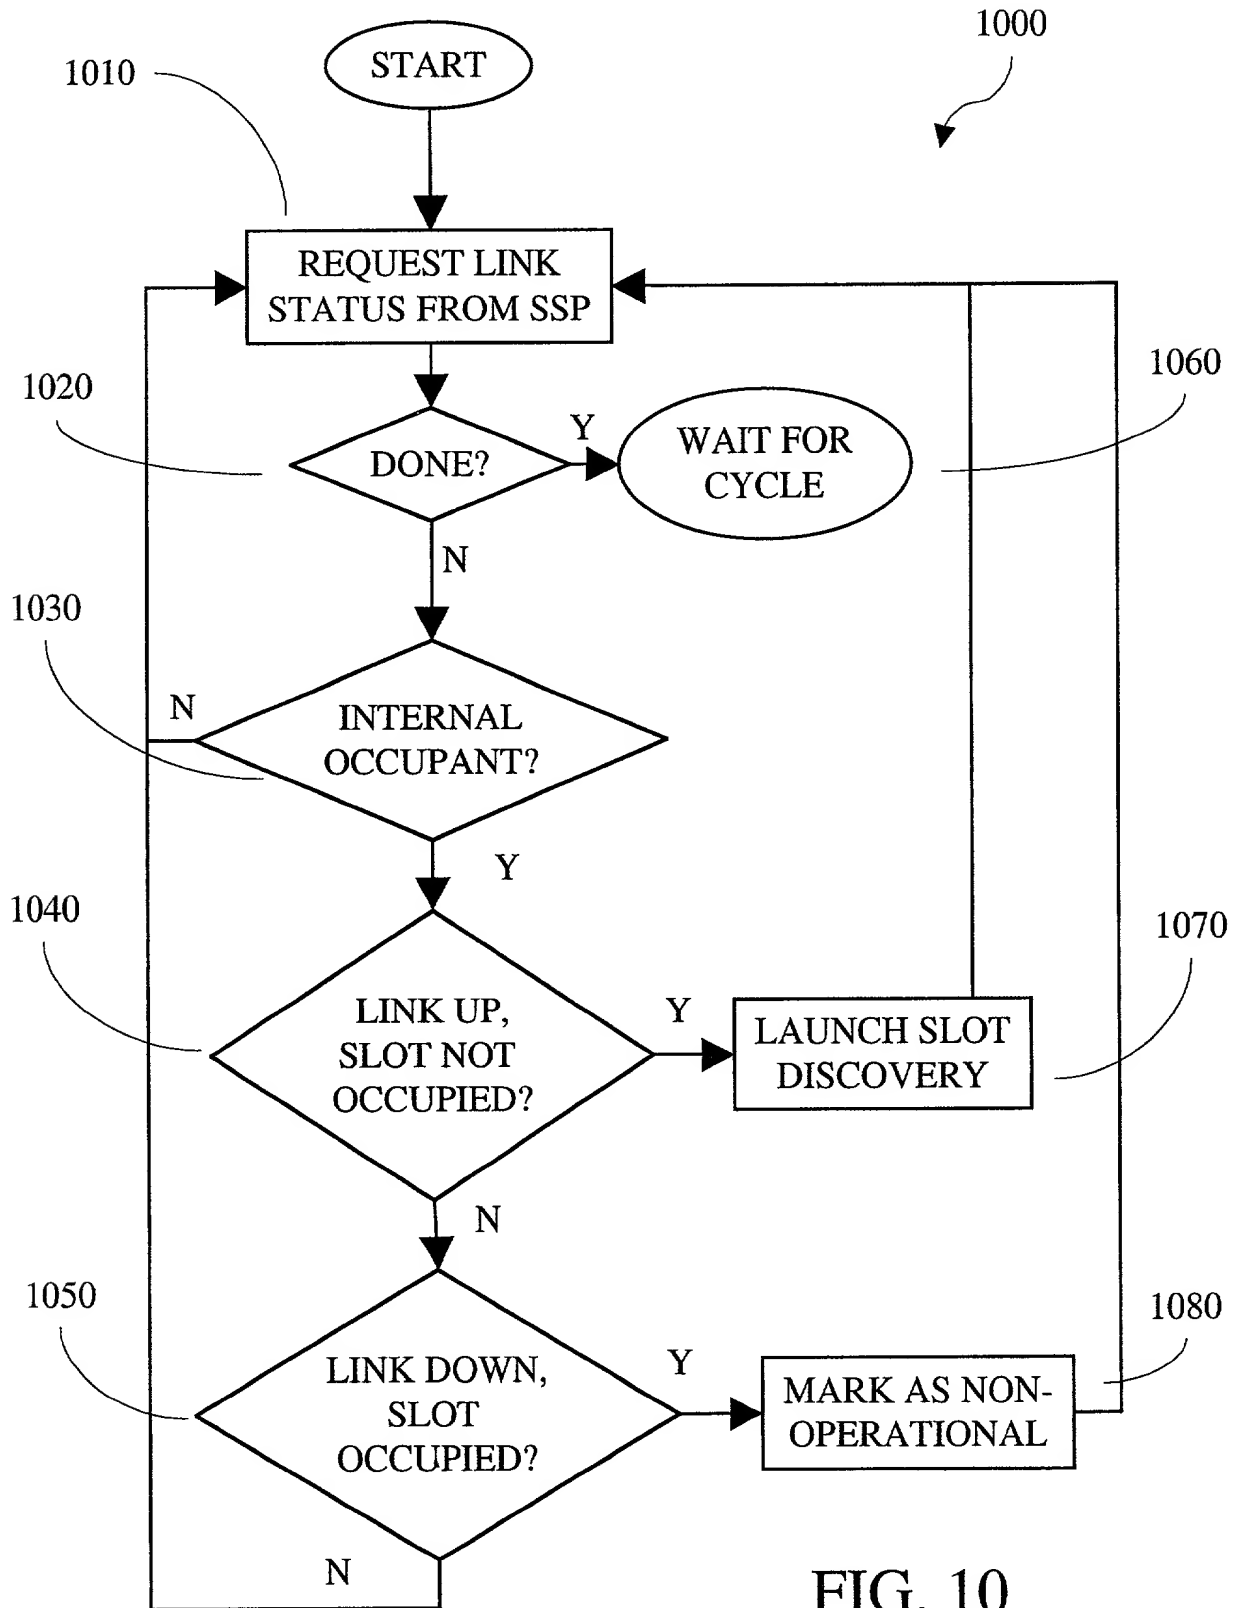 1000
START
1010
REQUEST LINK
STATUS FROM SSP
1020
1060
DONE?
Y
WAIT FOR
CYCLE
N
1030
N
INTERNAL
OCCUPANT?
Y
1040
1070
LINK UP,
SLOT NOT
OCCUPIED?
Y
LAUNCH SLOT
DISCOVERY
N
1050
1080
LINK DOWN,
SLOT
OCCUPIED?
Y
MARK AS NON-
OPERATIONAL
N
FIG. 10